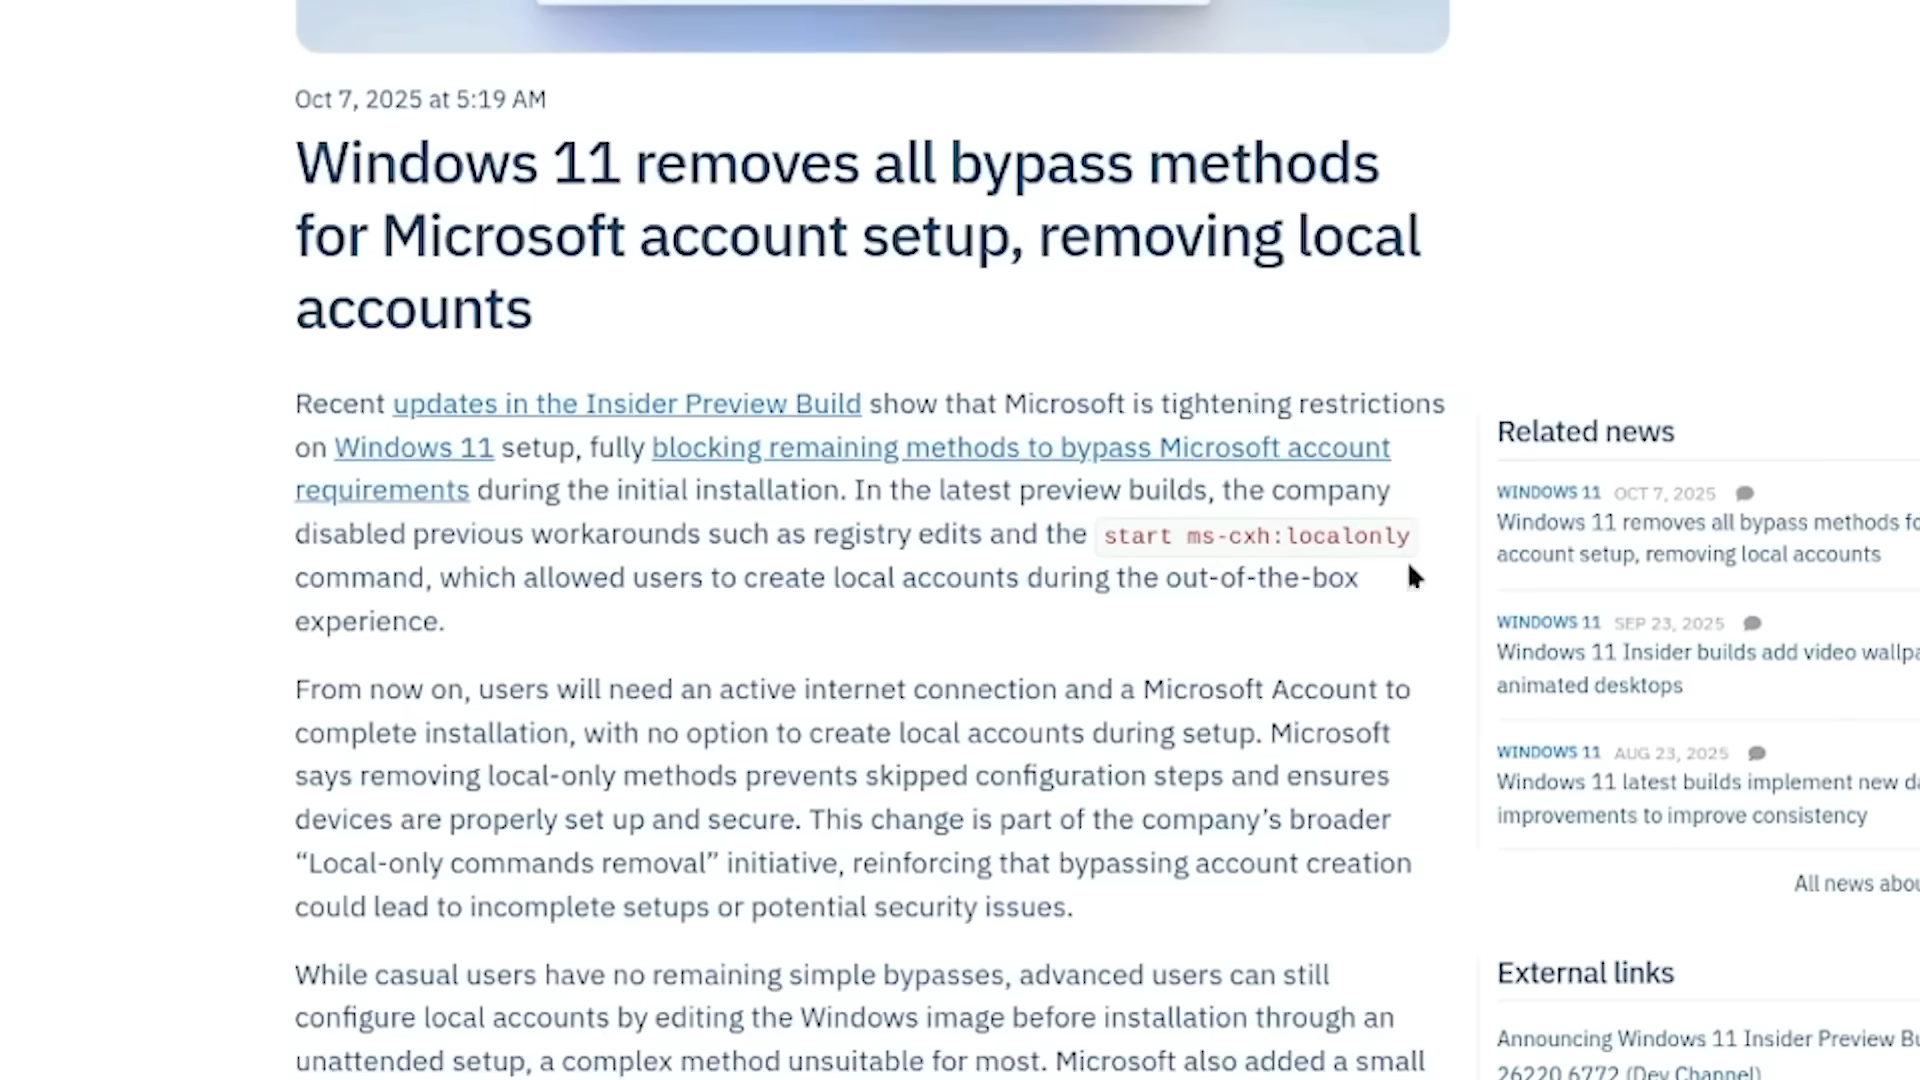 Oct 7, 2025 at 5:19 AM
Windows 11 removes all bypass methods
for Microsoft account setup, removing local
accounts
Recent updates in the Insider Preview Build show that Microsoft is tightening restrictions
on Windows 11 setup, fully blocking remaining methods to bypass Microsoft account
requirements during the initial installation. In the latest preview builds, the company
disabled previous workarounds such as registry edits and the start ms-cxh:localonly
command, which allowed users to create local accounts during the out-of-the-box
experience.
From now on, users will need an active internet connection and a Microsoft Account to
complete installation, with no option to create local accounts during setup. Microsoft
says removing local-only methods prevents skipped configuration steps and ensures
devices are properly set up and secure. This change is part of the company’s broader
“Local-only commands removal” initiative, reinforcing that bypassing account creation
could lead to incomplete setups or potential security issues.
While casual users have no remaining simple bypasses, advanced users can still
configure local accounts by editing the Windows image before installation through an
unattended setup, a complex method unsuitable for most. Microsoft also added a small
Related news
WINDOWS 11 OCT 7, 2025
Windows 11 removes all bypass methods fo
account setup, removing local accounts
WINDOWS 11 SEP 23, 2025
Windows 11 Insider builds add video wallpa
animated desktops
WINDOWS 11 AUG 23, 2025
Windows 11 latest builds implement new da
improvements to improve consistency
All news abou
External links
Announcing Windows 11 Insider Preview Bu
26220.6772 (Dev Channel)